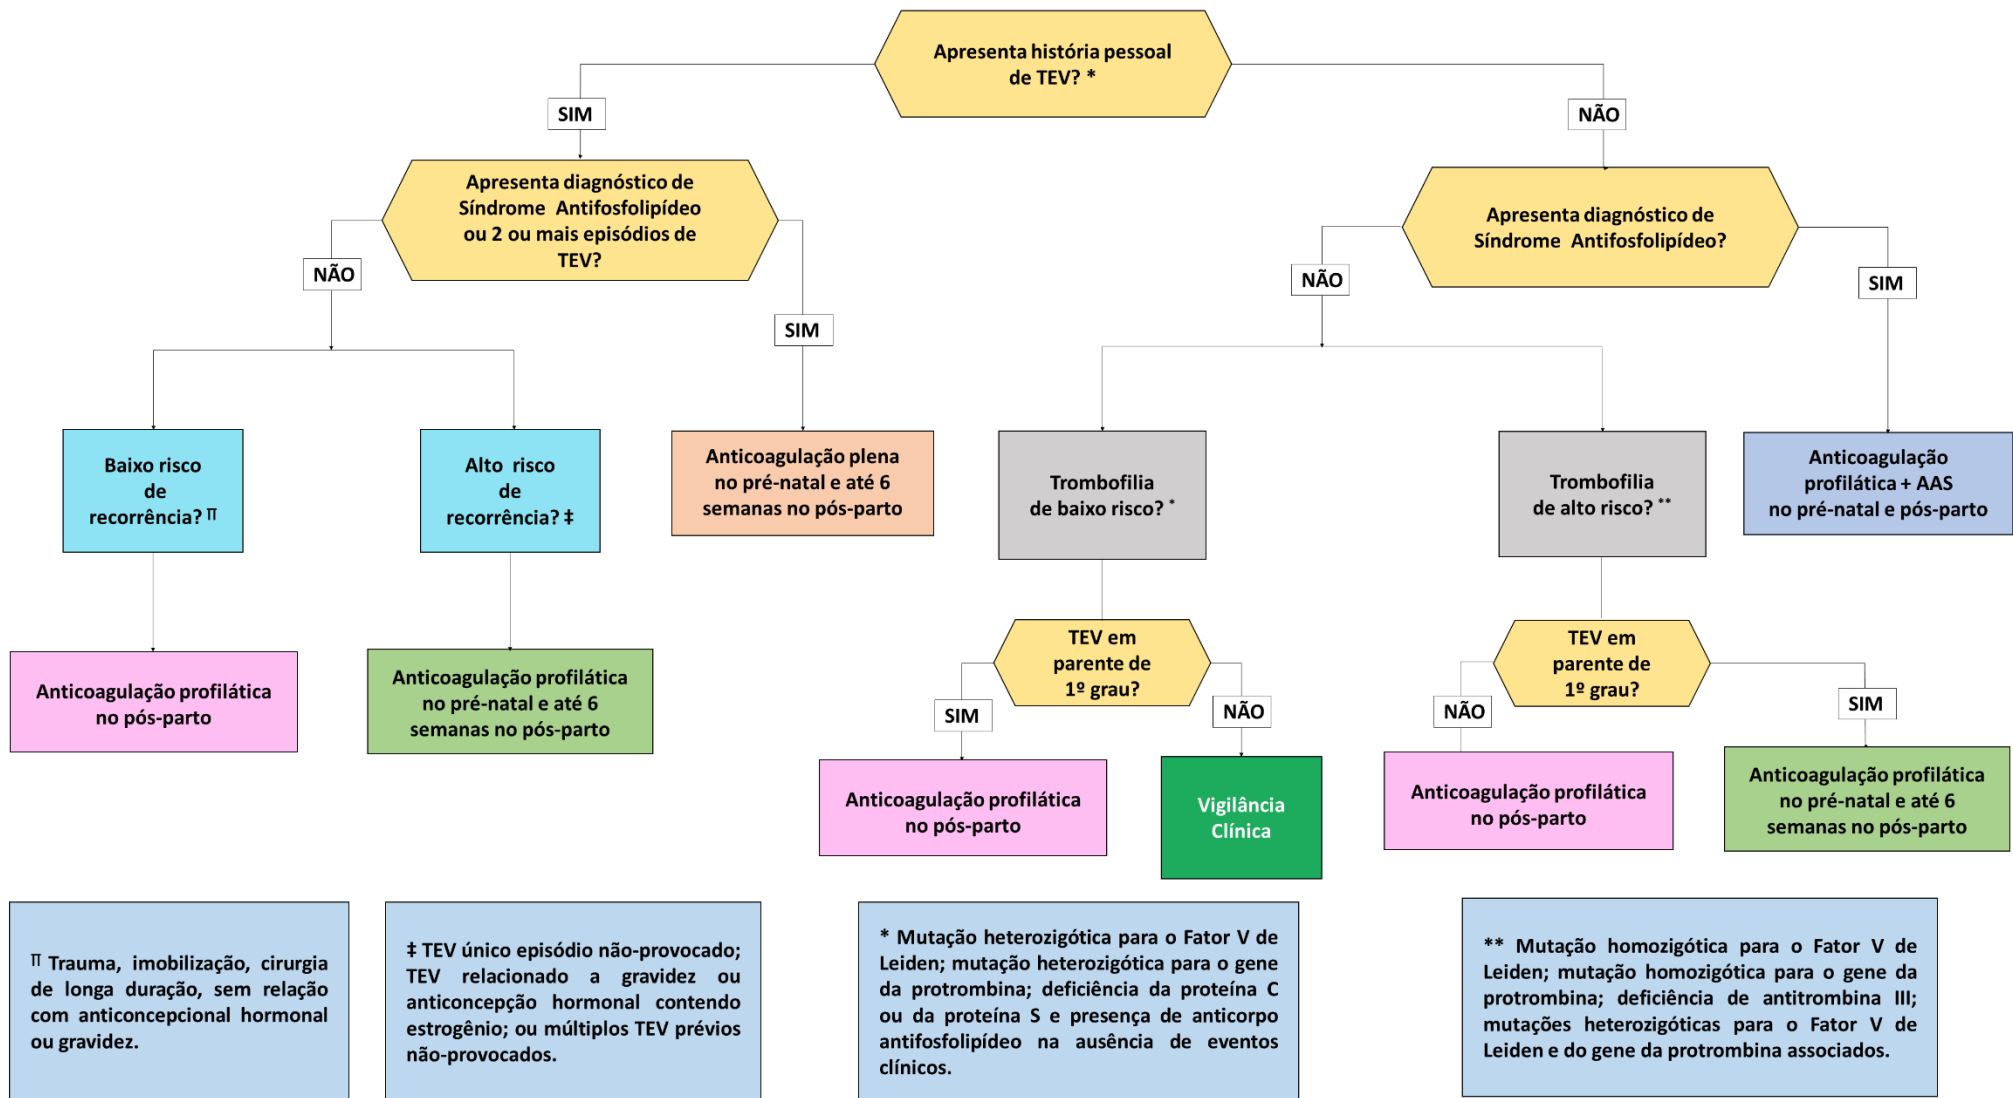 Apresenta história pessoal
de TEV? *
SIM
NÃO
Apresenta diagnóstico de
Síndrome Antifosfolipídeo
ou 2 ou mais episódios de
TEV?
Apresenta diagnóstico de
Síndrome Antifosfolipídeo?
NÃO
SIM
NÃO
SIM
Baixo risco
de
recorrência? π
Alto risco
de
recorrência? ‡
Anticoagulação plena
no pré-natal e até 6
semanas no pós-parto
Trombofilia
de baixo risco? *
Trombofilia
de alto risco? **
Anticoagulação
profilática + AAS
no pré-natal e pós-parto
TEV em
parente de
1º grau?
TEV em
parente de
1º grau?
SIM
NÃO
NÃO
SIM
Anticoagulação profilática
no pós-parto
Anticoagulação profilática
no pré-natal e até 6
semanas no pós-parto
Anticoagulação profilática
no pós-parto
Vigilância
Clínica
Anticoagulação profilática
no pós-parto
Anticoagulação profilática
no pré-natal e até 6
semanas no pós-parto
π Trauma, imobilização, cirurgia
de longa duração, sem relação
com anticoncepcional hormonal
ou gravidez.
‡ TEV único episódio não-provocado;
TEV relacionado a gravidez ou
anticoncepção hormonal contendo
estrogênio; ou múltiplos TEV prévios
não-provocados.
* Mutação heterozigótica para o Fator V de
Leiden; mutação heterozigótica para o gene
da protrombina; deficiência da proteína C
ou da proteína S e presença de anticorpo
antifosfolipídeo na ausência de eventos
clínicos.
** Mutação homozigótica para o Fator V de
Leiden; mutação homozigótica para o gene da
protrombina; deficiência de antitrombina III;
mutações heterozigóticas para o Fator V de
Leiden e do gene da protrombina associados.